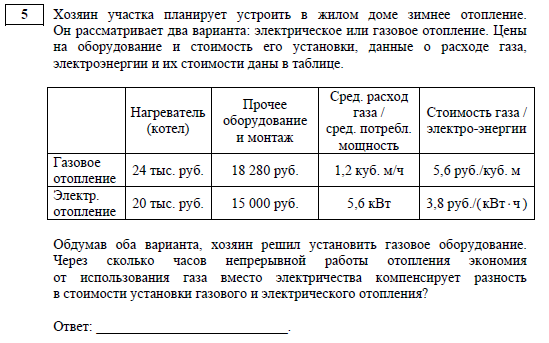 5
Хозяин участка планирует устроить в жилом доме зимнее отопление.
Он рассматривает два варианта: электрическое или газовое отопление. Цены
на оборудование и стоимость его установки, данные о расходе газа,
электроэнергии и их стоимости даны в таблице.
Нагреватель (котел)
Прочее оборудование и монтаж
Сред. расход газа / сред. потребл. мощность
Стоимость газа / электро-энергии
Газовое отопление
24 тыс. руб.
18 280 руб.
1,2 куб. м/ч
5,6 руб./куб. м
Электр. отопление
20 тыс. руб.
15 000 руб.
5,6 кВт
3,8 руб./(кВт·ч)
Обдумав оба варианта, хозяин решил установить газовое оборудование.
Через сколько часов непрерывной работы отопления экономия
от использования газа вместо электричества компенсирует разность
в стоимости установки газового и электрического отопления?
Ответ: ___________________________.